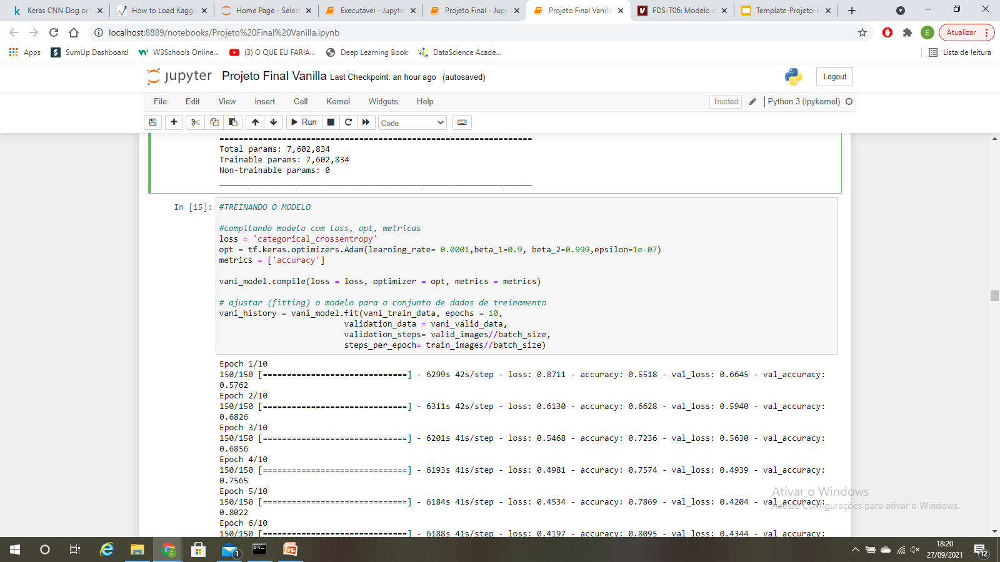 Keras CNN Dog or
How to Load Kaggl
Home Page - Select
Executável - Jupyte
Projeto Final - Jupy
Projeto Final Vanilla
FDS-T06: Modelo d
Template-Projeto-F
localhost:8889/notebooks/Projeto%20Final%20Vanilla.ipynb
E
Atualizar
Apps
SumUp Dashboard
W3Schools Online...
(3) O QUE EU FARIA...
Deep Learning Book
DataScience Acade...
Lista de leitura
jupyter Projeto Final Vanilla Last Checkpoint: an hour ago (autosaved)
Logout
File Edit View Insert Cell Kernel Widgets Help
Trusted
Python 3 (ipykernel)
Run
Code
=================================================================
Total params: 7,602,834
Trainable params: 7,602,834
Non-trainable params: 0
_________________________________________________________________
In [15]:
#TREINANDO O MODELO
#compilando modelo com loss, opt, metricas
loss = 'categorical_crossentropy'
opt = tf.keras.optimizers.Adam(learning_rate= 0.0001,beta_1=0.9, beta_2=0.999,epsilon=1e-07)
metrics = ['accuracy']
vani_model.compile(loss = loss, optimizer = opt, metrics = metrics)
# ajustar (fitting) o modelo para o conjunto de dados de treinamento
vani_history = vani_model.fit(vani_train_data, epochs = 10,
validation_data = vani_valid_data,
validation_steps= valid_images//batch_size,
steps_per_epoch= train_images//batch_size)
Epoch 1/10
150/150 [==============================] - 6299s 42s/step - loss: 0.8711 - accuracy: 0.5518 - val_loss: 0.6645 - val_accuracy:
0.5762
Epoch 2/10
150/150 [==============================] - 6311s 42s/step - loss: 0.6130 - accuracy: 0.6628 - val_loss: 0.5940 - val_accuracy:
0.6826
Epoch 3/10
150/150 [==============================] - 6201s 41s/step - loss: 0.5468 - accuracy: 0.7236 - val_loss: 0.5630 - val_accuracy:
0.6856
Epoch 4/10
150/150 [==============================] - 6193s 41s/step - loss: 0.4981 - accuracy: 0.7574 - val_loss: 0.4939 - val_accuracy:
0.7565
Epoch 5/10
150/150 [==============================] - 6184s 41s/step - loss: 0.4534 - accuracy: 0.7869 - val_loss: 0.4204 - val_accuracy:
0.8022
Epoch 6/10
150/150 [==============================] - 6188s 41s/step - loss: 0.4197 - accuracy: 0.8095 - val_loss: 0.4344 - val_accuracy:
Ativar o Windows
Acesse Configurações para ativar o Windows.
1
18:20
27/09/2021
12